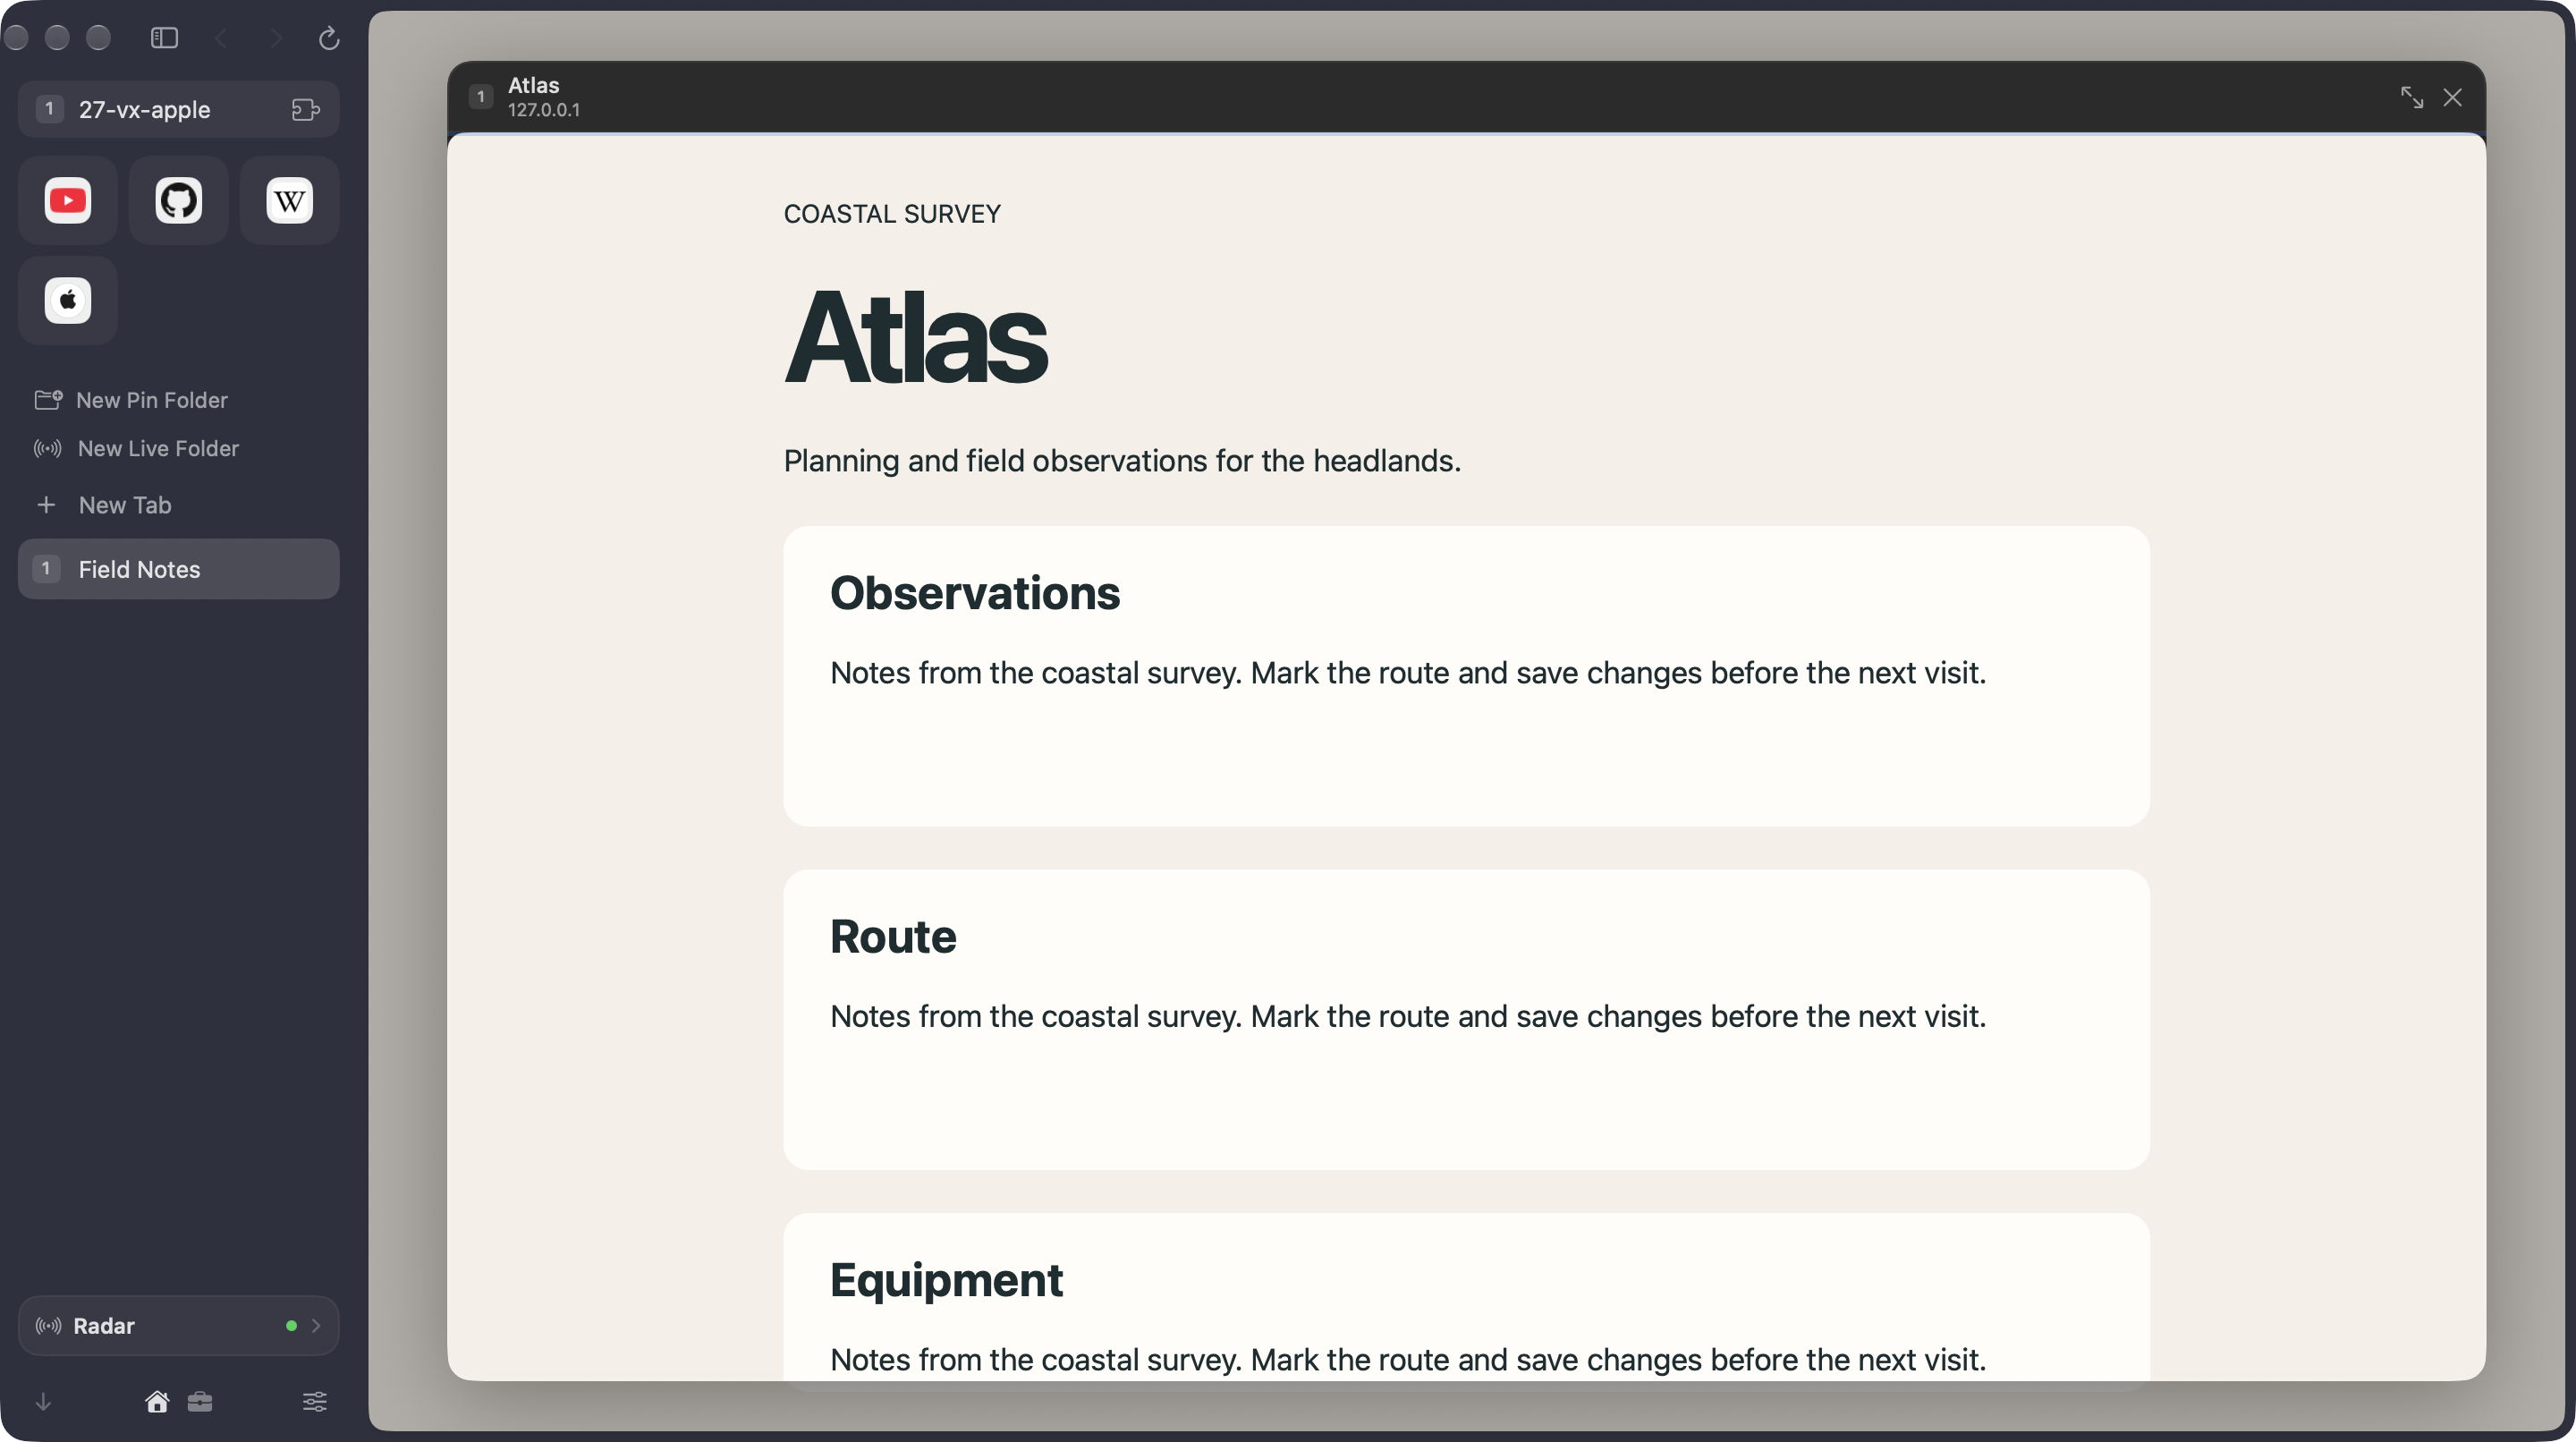 1 27-vx-apple
W
New Pin Folder
New Live Folder
New Tab
1 Field Notes
Radar
1 Atlas
127.0.0.1
COASTAL SURVEY
Atlas
Planning and field observations for the headlands.
Observations
Notes from the coastal survey. Mark the route and save changes before the next visit.
Route
Notes from the coastal survey. Mark the route and save changes before the next visit.
Equipment
Notes from the coastal survey. Mark the route and save changes before the next visit.